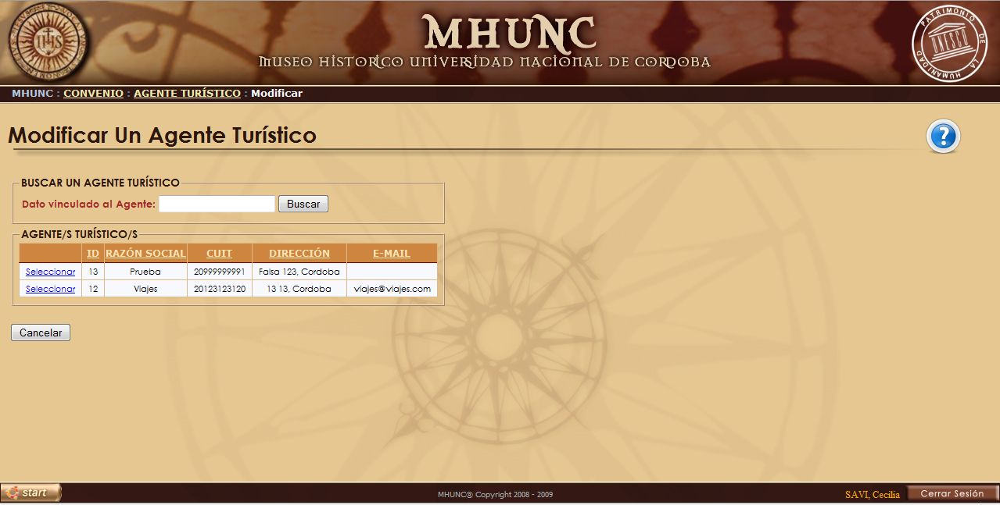 MHUNC
MUSEO HISTORICO UNIVERSIDAD NACIONAL DE CORDOBA
IHS
PATRIMONIO DE LA HUMANIDAD
UNESCO
MHUNC : CONVENIO : AGENTE TURÍSTICO : Modificar
Modificar Un Agente Turístico
?
BUSCAR UN AGENTE TURÍSTICO
Dato vinculado al Agente: Buscar
AGENTE/S TURÍSTICO/S
ID RAZÓN SOCIAL CUIT DIRECCIÓN E-MAIL
Seleccionar 13 Prueba 20999999991 Falsa 123, Cordoba
Seleccionar 12 Viajes 20123123120 13 13, Cordoba viajes@viajes.com
Cancelar
start MHUNC® Copyright 2008 - 2009 SAVI, Cecilia Cerrar Sesión